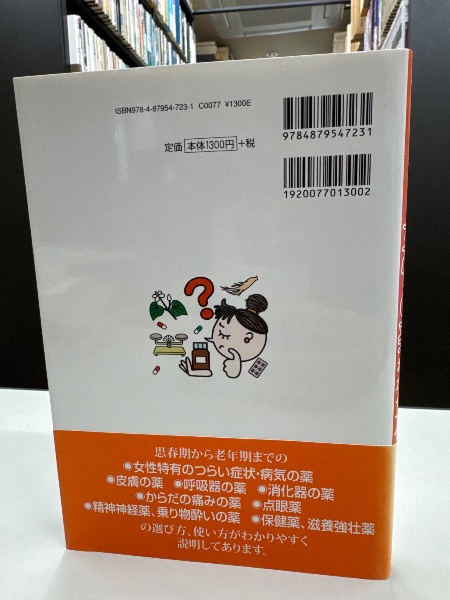 ISBN978-4-87954-723-1 C0077 ¥1300E
9784879547231
定価 本体1300円+税
1920077013002
?
思春期から老年期までの
●女性特有のつらい症状・病気の薬
●皮膚の薬 ●呼吸器の薬 ●消化器の薬
●からだの痛みの薬 ●点眼薬
●精神神経薬、乗り物酔いの薬 ●保健薬、滋養強壮薬
の選び方、使い方がわかりやすく
説明してあります。